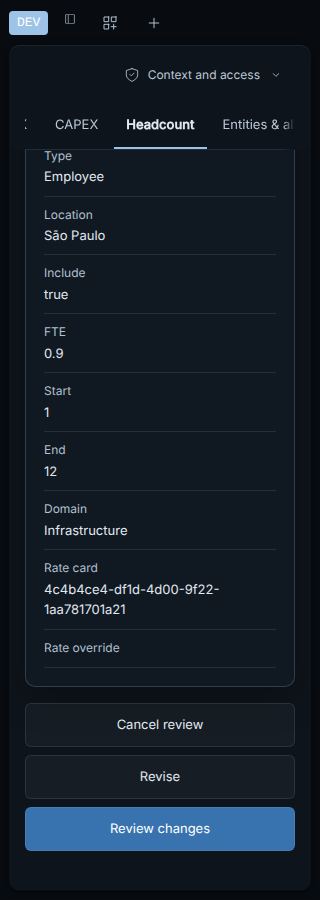 DEV
Context and access
CAPEX
Headcount
Entities & al
Type
Employee
Location
São Paulo
Include
true
FTE
0.9
Start
1
End
12
Domain
Infrastructure
Rate card
4c4b4ce4-df1d-4d00-9f22-
1aa781701a21
Rate override
Cancel review
Revise
Review changes